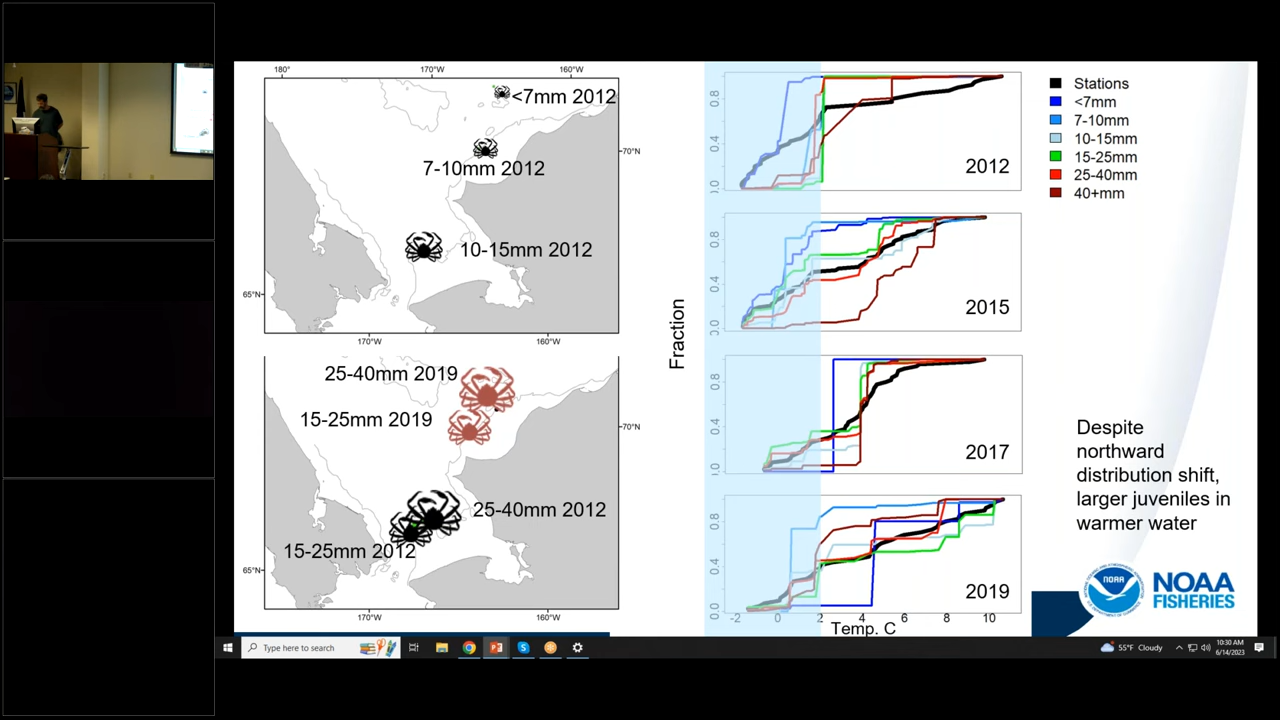 180°
170°W
160°W
<7mm 2012
70°N
7-10mm 2012
10-15mm 2012
65°N
170°W
160°W
25-40mm 2019
15-25mm 2019
70°N
25-40mm 2012
15-25mm 2012
65°N
170°W
160°W
Fraction
0.8
0.4
0.0
2012
0.8
0.4
0.0
2015
0.8
0.4
0.0
2017
0.8
0.4
0.0
2019
-2
0
2
4
6
8
10
Temp. C
Stations
<7mm
7-10mm
10-15mm
15-25mm
25-40mm
40+mm
Despite
northward
distribution shift,
larger juveniles in
warmer water
NOAA
NOAA
FISHERIES
Type here to search
55°F Cloudy
10:30 AM
6/14/2023